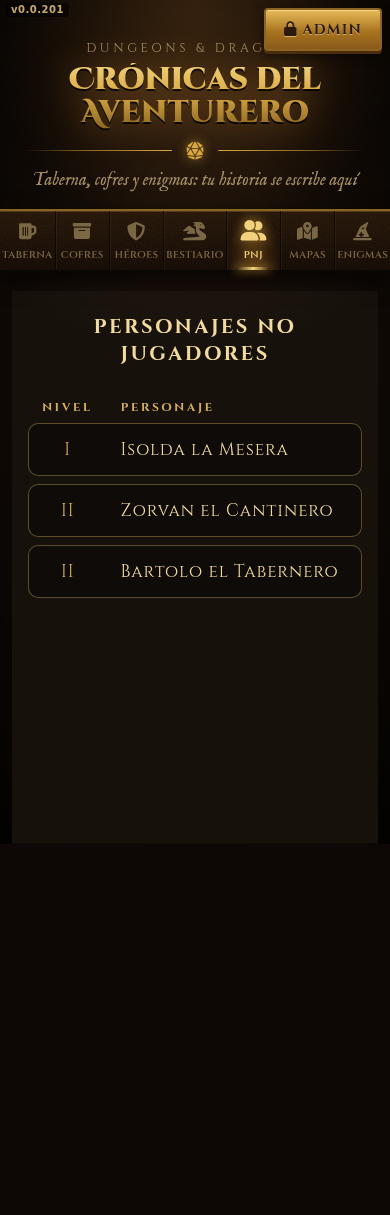 v0.0.201
ADMIN
DUNGEONS & DRAG
CRÓNICAS DEL
AVENTURERO
Taberna, cofres y enigmas: tu historia se escribe aquí
TABERNA COFRES HÉROES BESTIARIO PNJ MAPAS ENIGMAS
PERSONAJES NO
JUGADORES
NIVEL PERSONAJE
I Isolda la Mesera
II Zorvan el Cantinero
II Bartolo el Tabernero